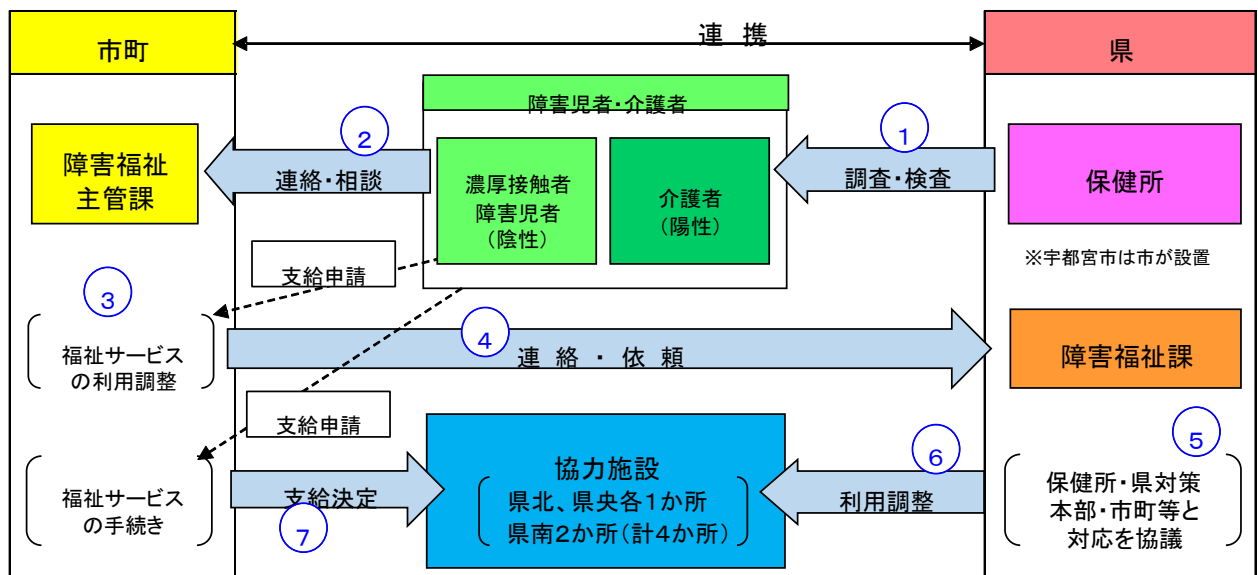 市町
連 携
県
障害児者・介護者
①
②
障害福祉
主管課
連絡・相談
濃厚接触者
障害児者
(陰性)
介護者
(陽性)
調査・検査
保健所
※宇都宮市は市が設置
支給申請
③
福祉サービス
の利用調整
④
連 絡 ・ 依 頼
障害福祉課
支給申請
⑤
協力施設
県北、県央各1か所
県南2か所(計4か所)
⑥
利用調整
保健所・県対策
本部・市町等と
対応を協議
福祉サービス
の手続き
支給決定
⑦